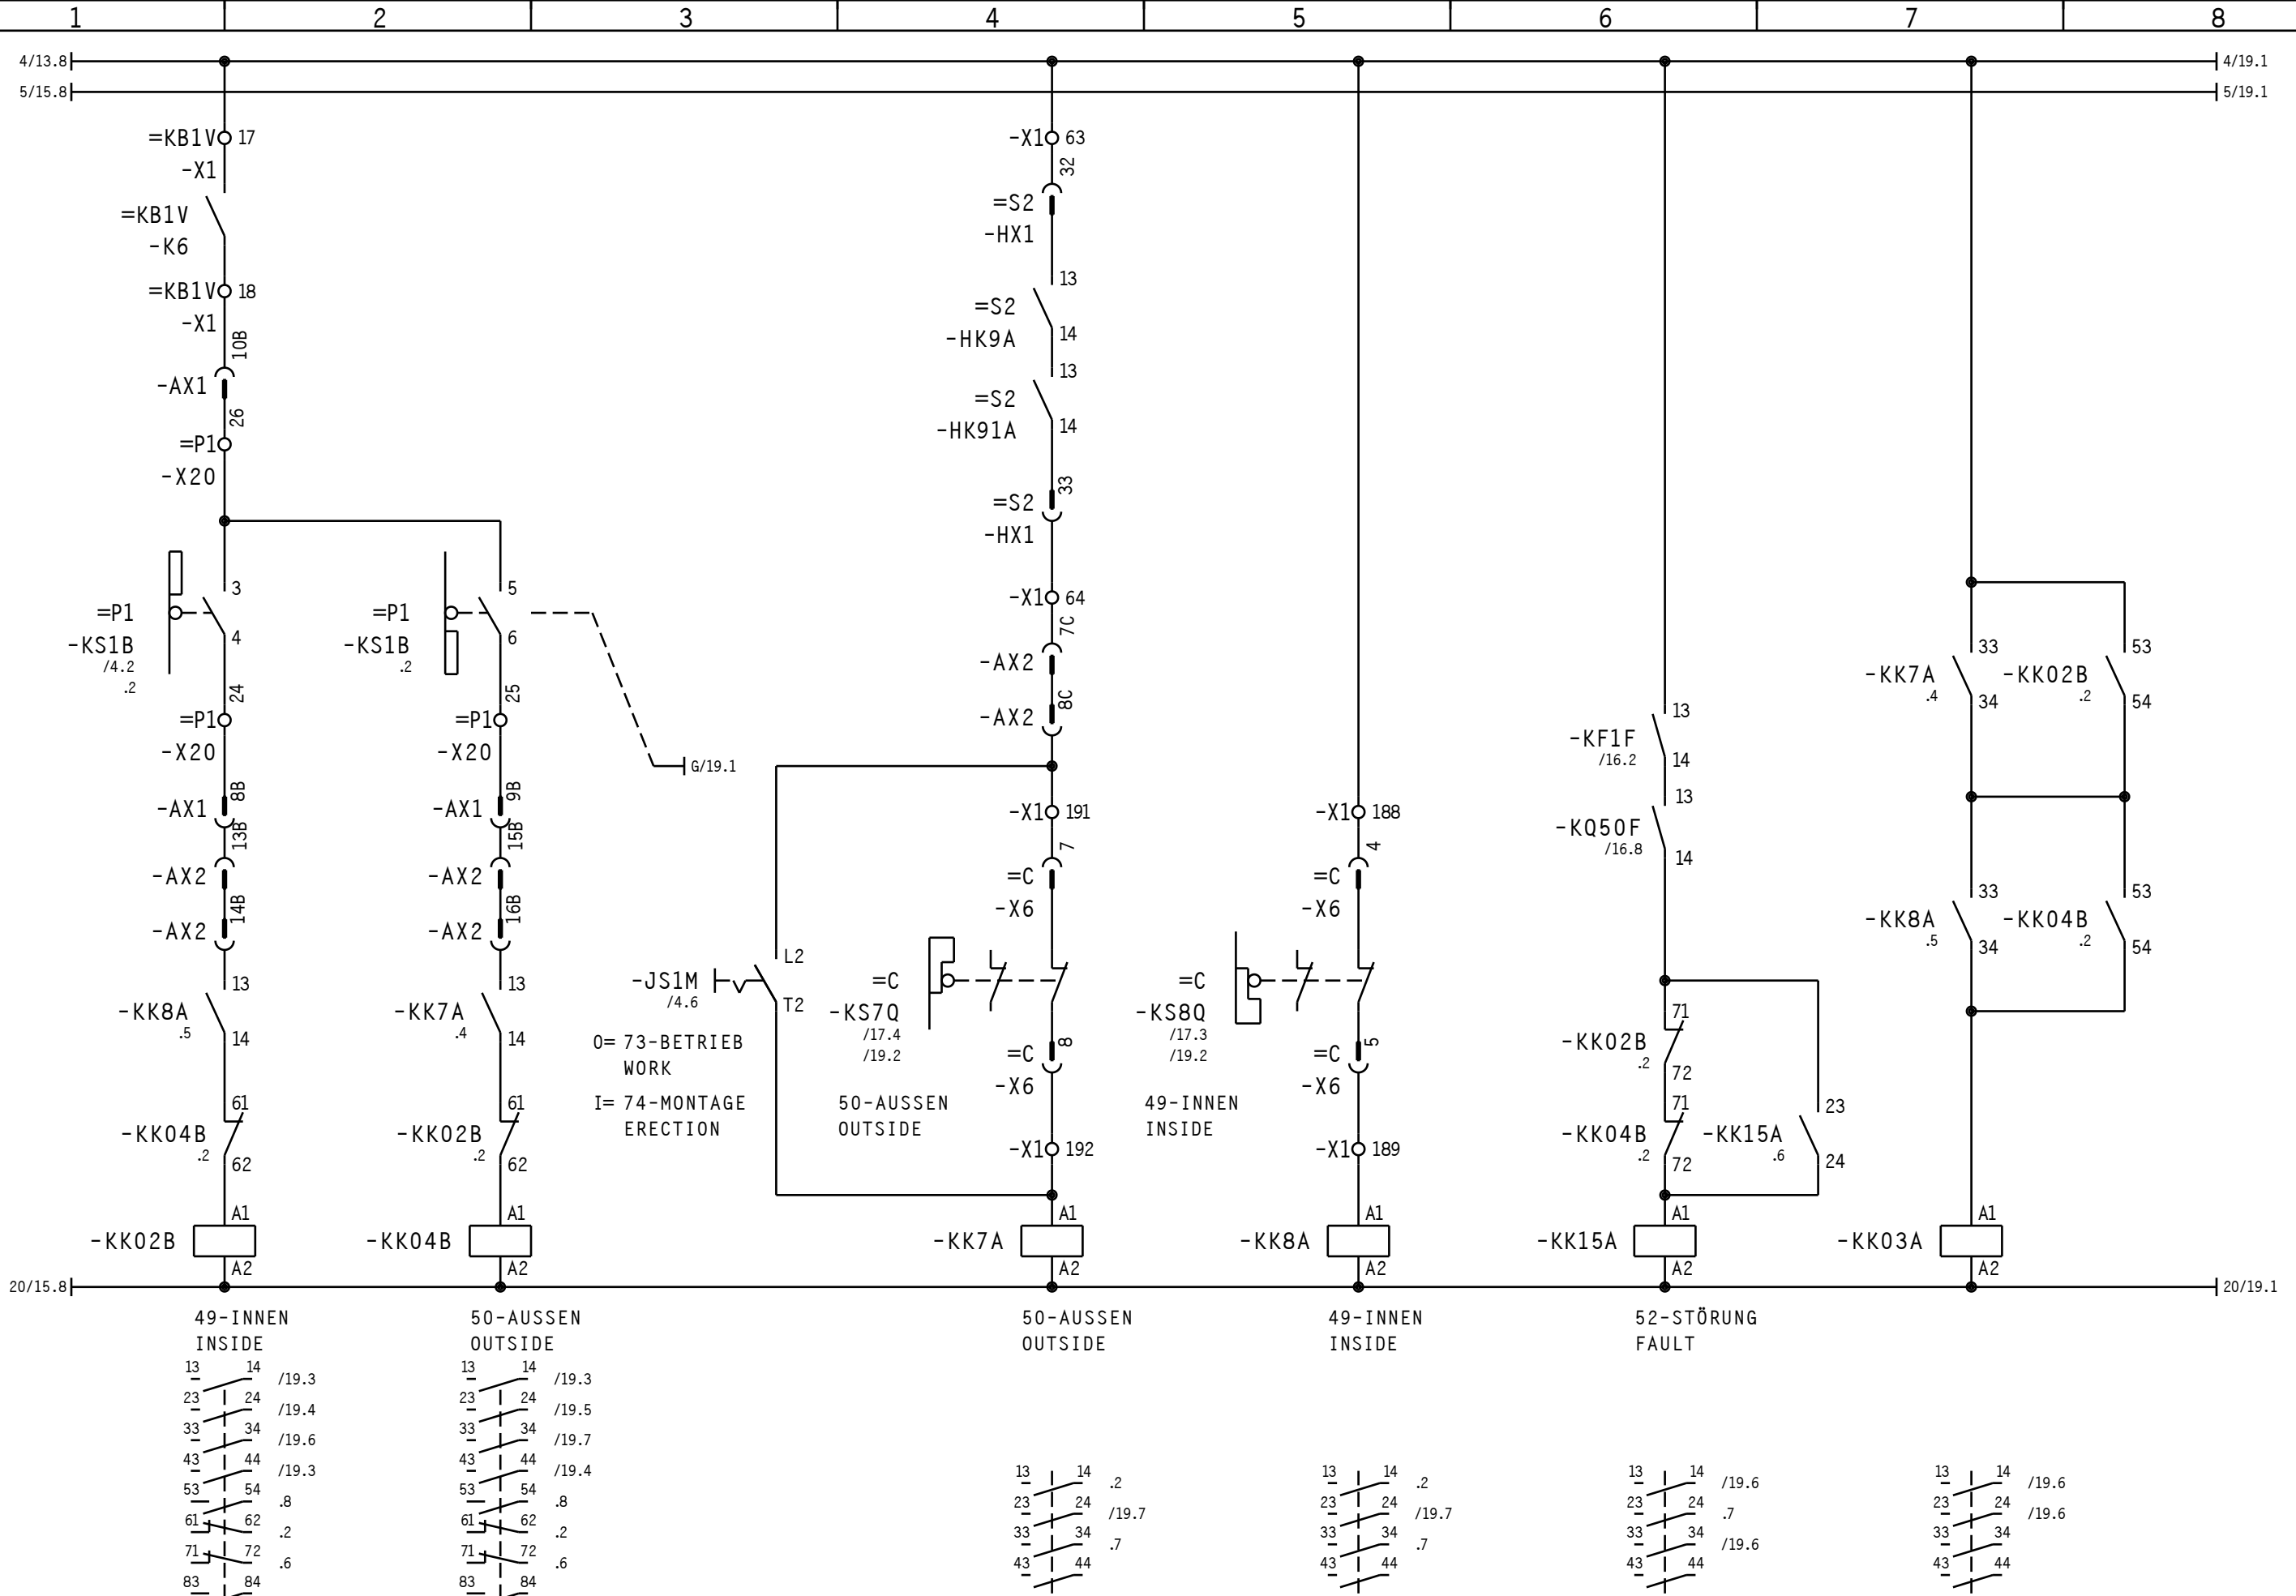 1 2 3 4 5 6 7 8
4/13.8 4/19.1
5/15.8 5/19.1
=KB1V 17
-X1
=KB1V
-K6
=KB1V 18
-X1
10B
-AX1
26
=P1
-X20
3
=P1
4
-KS1B
/4.2
.2
24
=P1
-X20
8B
-AX1
13B
-AX2
14B
-AX2
13
-KK8A
.5
14
61
-KK04B
.2
62
A1
-KK02B
A2
5
=P1
6
-KS1B
.2
25
=P1
-X20
9B
-AX1
15B
-AX2
16B
-AX2
13
-KK7A
.4
14
61
-KK02B
.2
62
A1
-KK04B
A2
G/19.1
L2
-JS1M
/4.6
T2
0= 73-BETRIEB
WORK
I= 74-MONTAGE
ERECTION
-X1 63
32
=S2
-HX1
13
=S2
-HK9A
14
13
=S2
-HK91A
14
33
=S2
-HX1
-X1 64
7C
-AX2
8C
-AX2
-X1 191
7
=C
-X6
=C
-KS7Q
/17.4
/19.2
8
=C
-X6
50-AUSSEN
OUTSIDE
-X1 192
A1
-KK7A
A2
-X1 188
4
=C
-X6
=C
-KS8Q
/17.3
/19.2
5
=C
-X6
49-INNEN
INSIDE
-X1 189
A1
-KK8A
A2
13
-KF1F
/16.2
14
13
-KQ50F
/16.8
14
71
-KK02B
.2
72
71
-KK04B
.2
72
23
-KK15A
.6
24
A1
-KK15A
A2
33
-KK7A
.4
34
53
-KK02B
.2
54
33
-KK8A
.5
34
53
-KK04B
.2
54
A1
-KK03A
A2
20/15.8 20/19.1
49-INNEN
INSIDE
13 14 /19.3
23 24 /19.4
33 34 /19.6
43 44 /19.3
53 54 .8
61 62 .2
71 72 .6
83 84
50-AUSSEN
OUTSIDE
13 14 /19.3
23 24 /19.5
33 34 /19.7
43 44 /19.4
53 54 .8
61 62 .2
71 72 .6
83 84
50-AUSSEN
OUTSIDE
13 14 .2
23 24 /19.7
33 34 .7
43 44
49-INNEN
INSIDE
13 14 .2
23 24 /19.7
33 34 .7
43 44
52-STÖRUNG
FAULT
13 14 /19.6
23 24 .7
33 34 /19.6
43 44
13 14 /19.6
23 24 /19.6
33 34
43 44